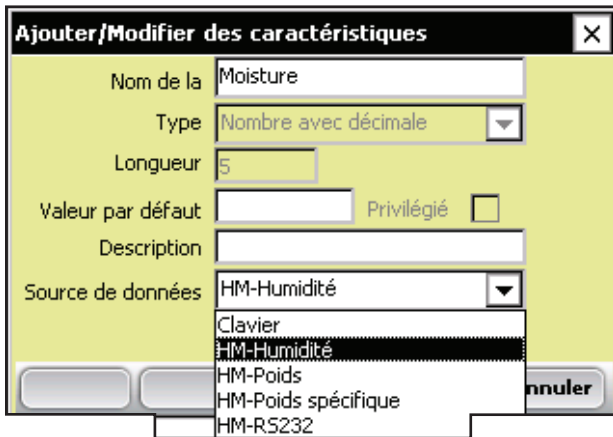 Ajouter/Modifier des caractéristiques
Nom de la Moisture
Type Nombre avec décimale
Longueur 5
Valeur par défaut Privilégié
Description
Source de données HM-Humidité
Clavier
HM-Humidité
HM-Poids
HM-Poids spécifique
HM-RS232